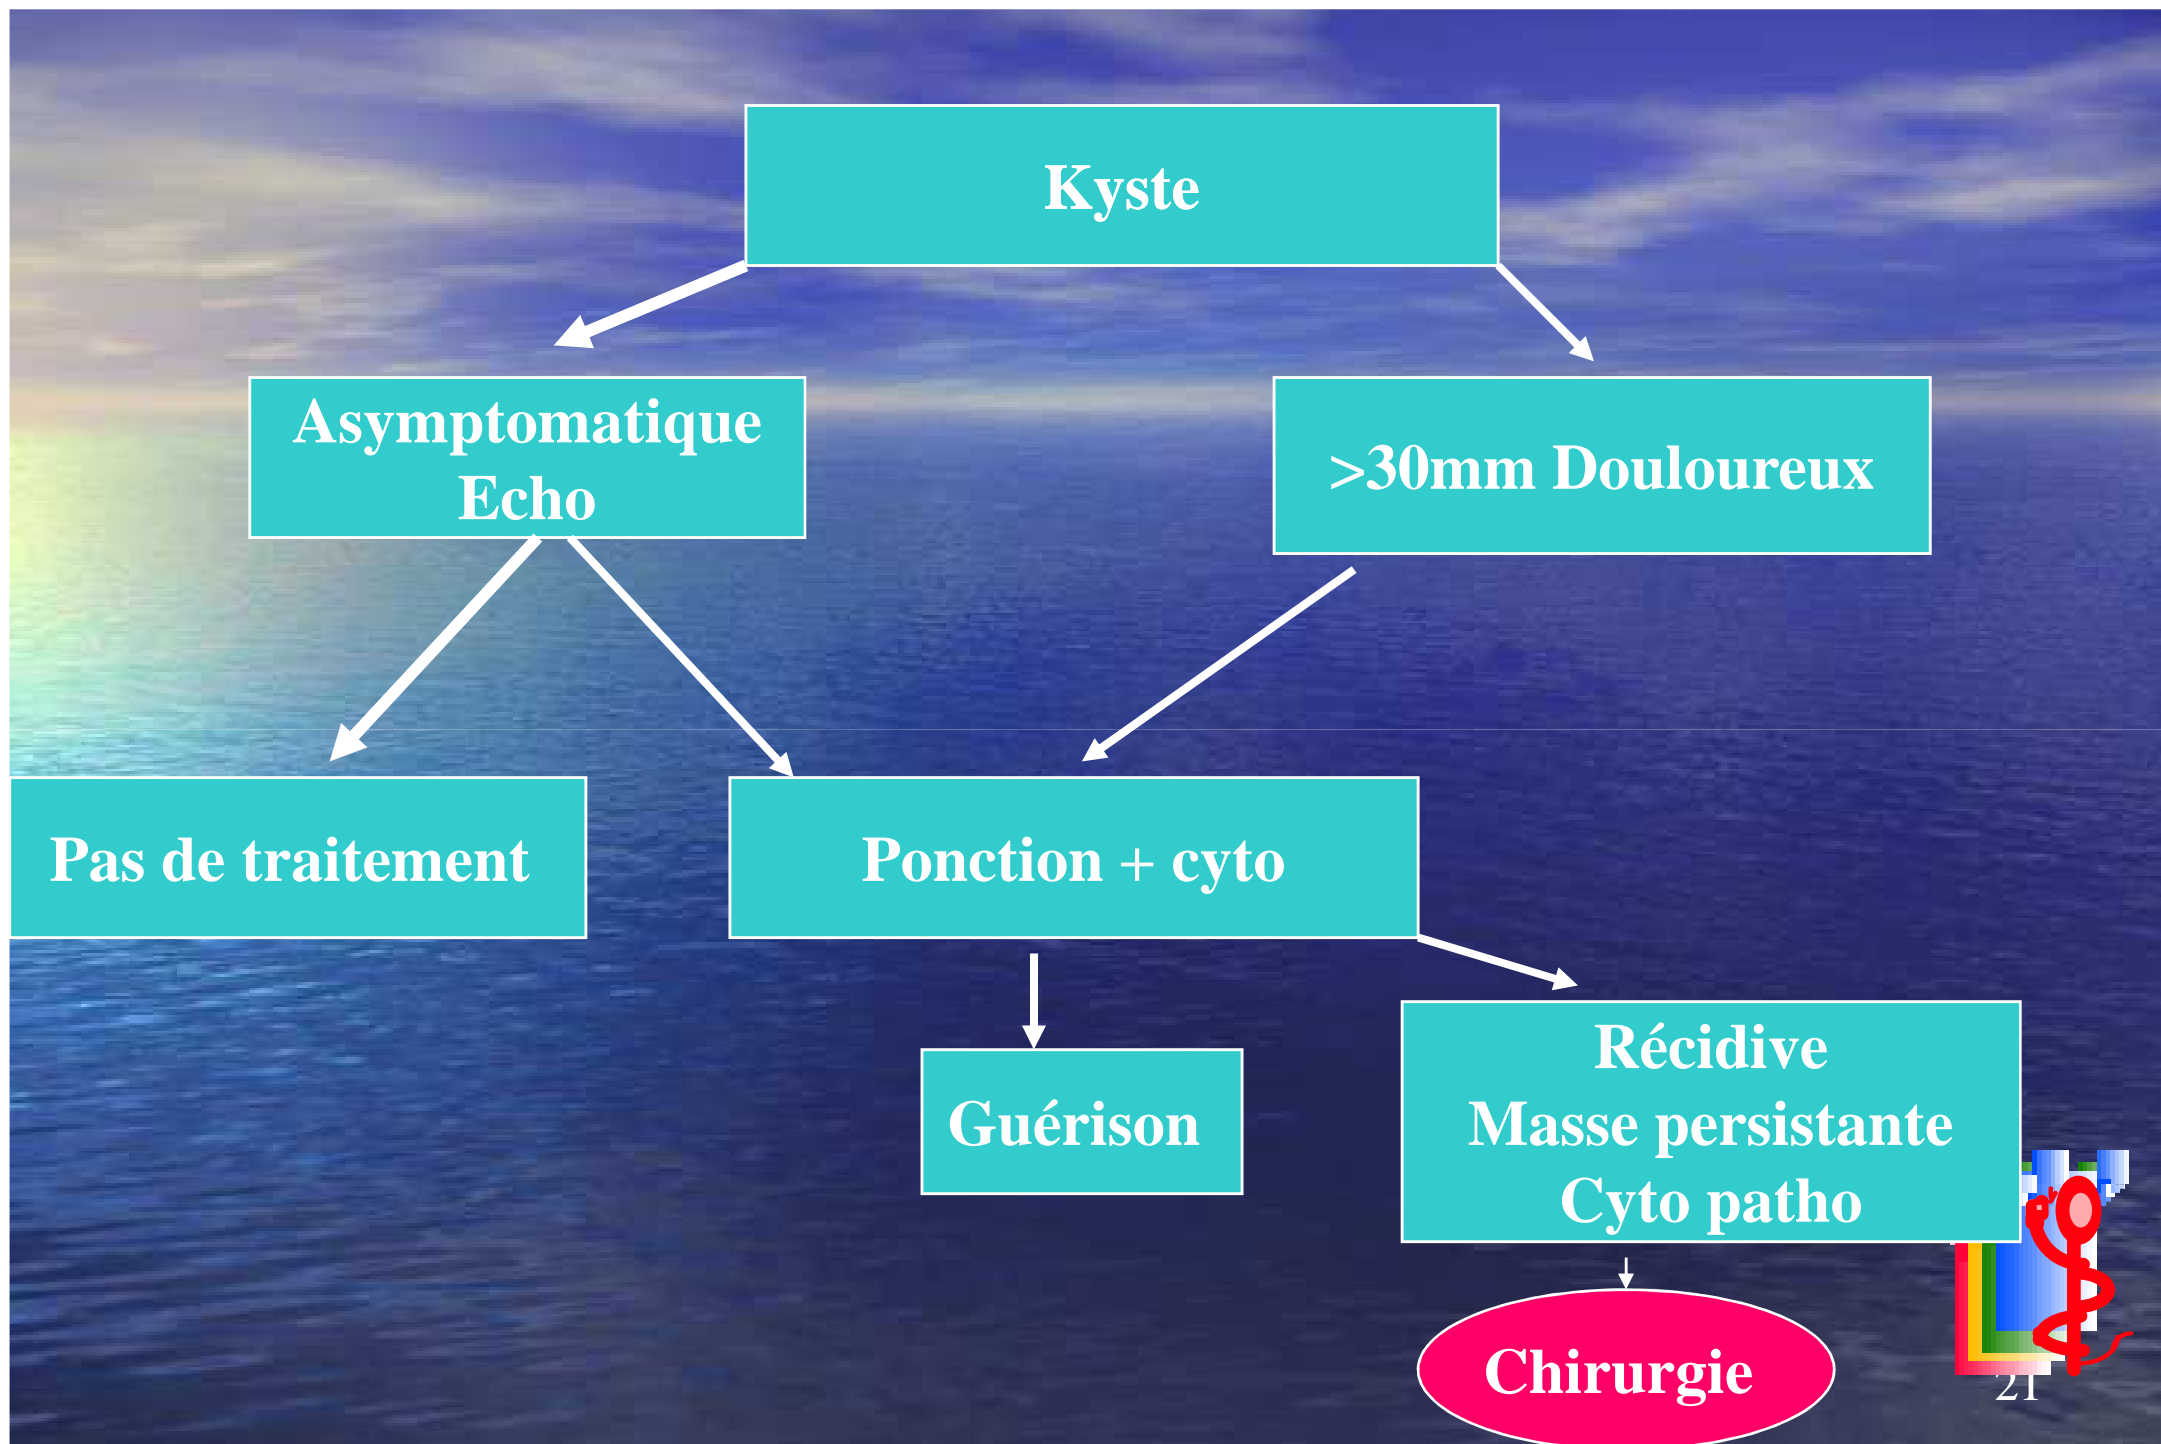 Kyste
Asymptomatique
Echo
>30mm Douloureux
Pas de traitement
Ponction + cyto
Guérison
Récidive
Masse persistante
Cyto patho
Chirurgie
21